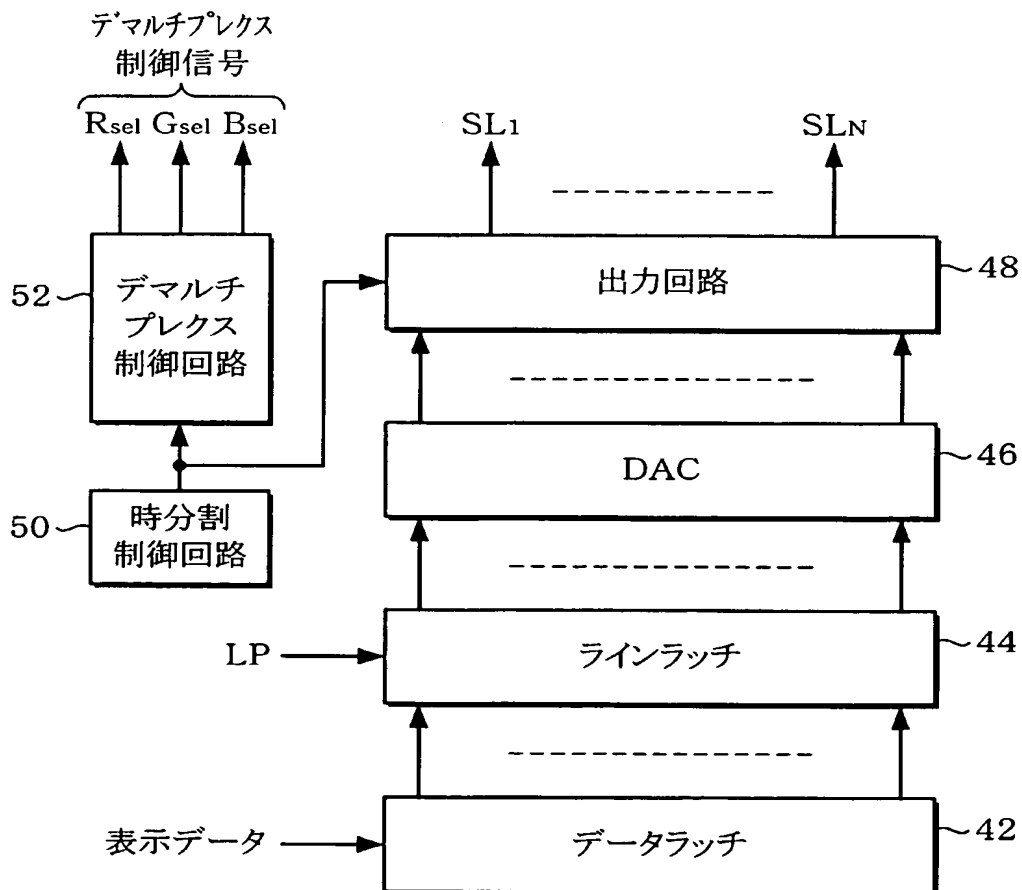 デマルチプレクス
制御信号
Rsel Gsel Bsel
SL1
SLN
52
デマルチ
プレクス
制御回路
出力回路
48
DAC
46
50
時分割
制御回路
LP
ラインラッチ
44
表示データ
データラッチ
42